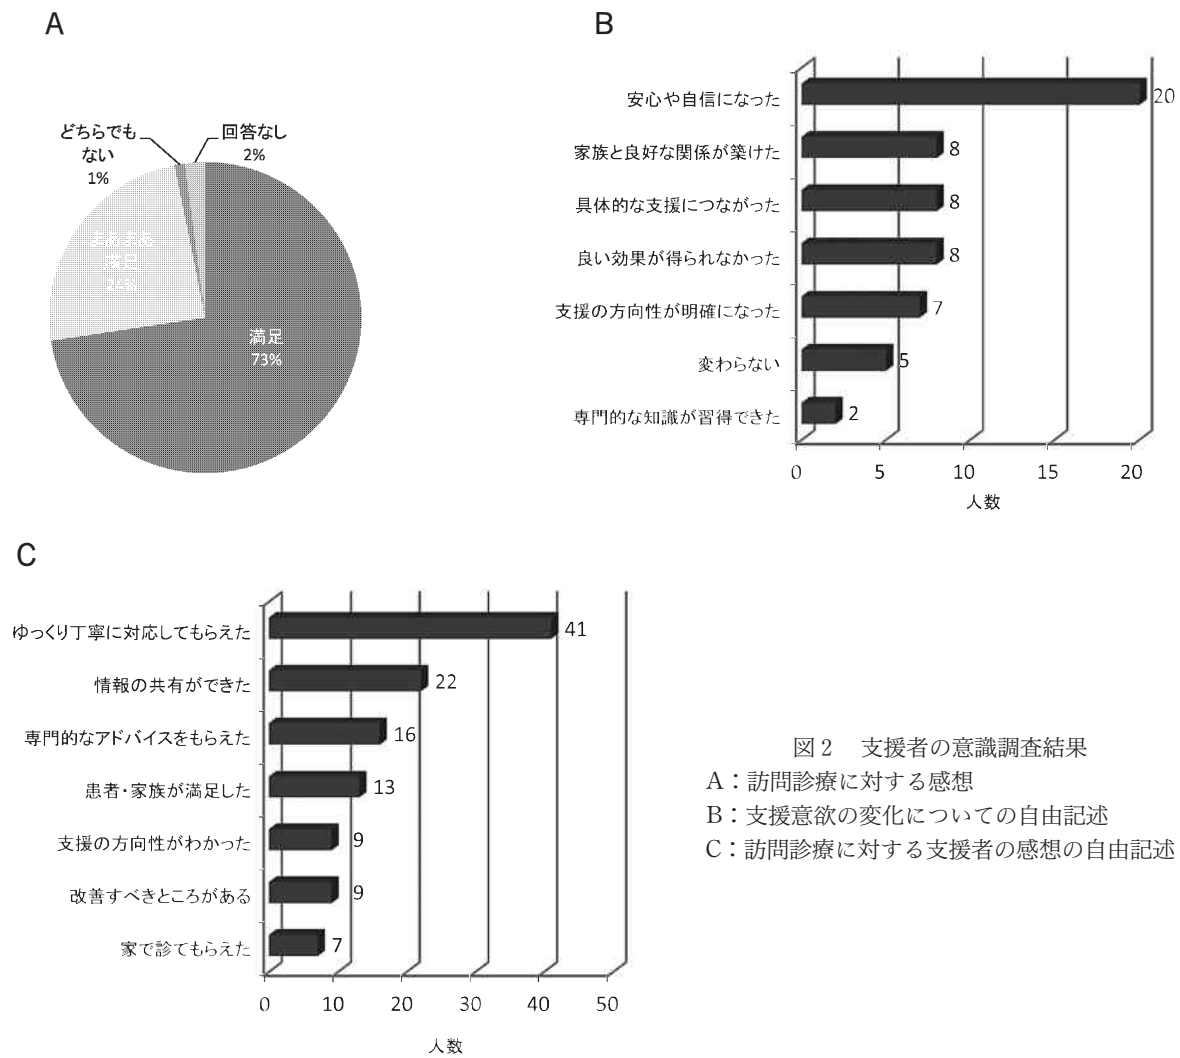 A
どちらでも
ない
1%
回答なし
2%
まあまあ
満足
24%
満足
73%
B
安心や自信になった
20
家族と良好な関係が築けた
8
具体的な支援につながった
8
良い効果が得られなかった
8
支援の方向性が明確になった
7
変わらない
5
専門的な知識が習得できた
2
0 5 10 15 20
人数
C
ゆっくり丁寧に対応してもらえた
41
情報の共有ができた
22
専門的なアドバイスをもらえた
16
患者・家族が満足した
13
支援の方向性がわかった
9
改善すべきところがある
9
家で診てもらえた
7
0 10 20 30 40 50
人数
図2 支援者の意識調査結果
A：訪問診療に対する感想
B：支援意欲の変化についての自由記述
C：訪問診療に対する支援者の感想の自由記述